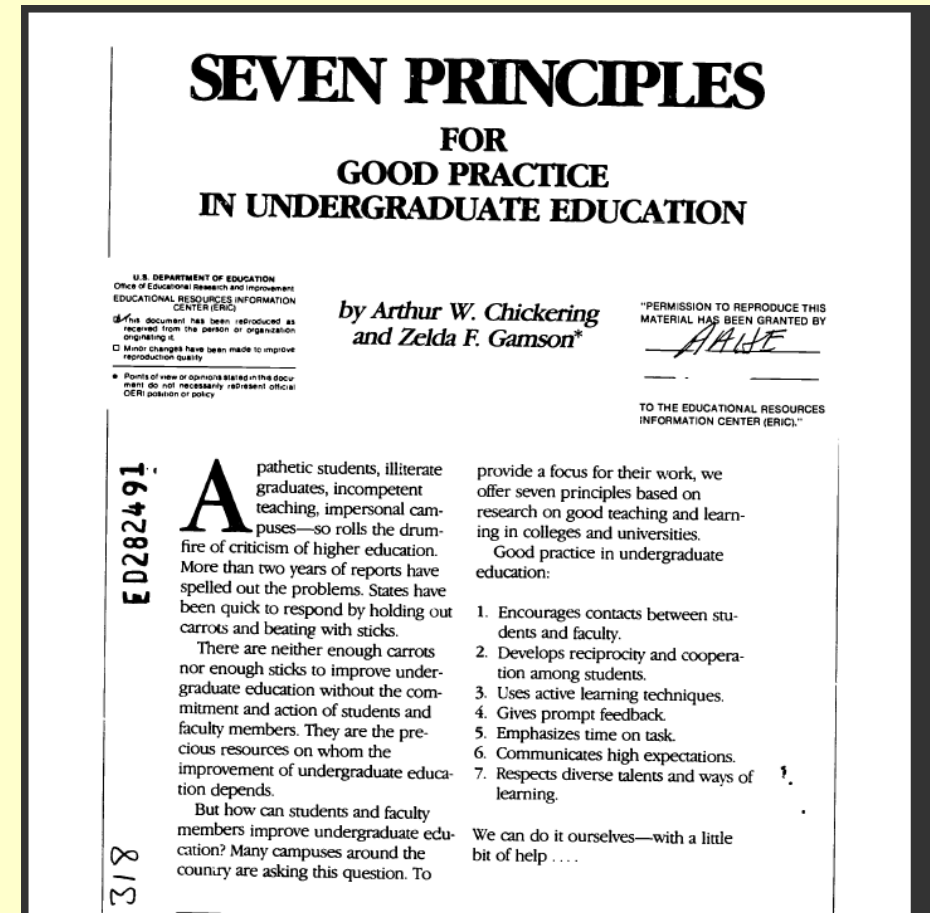 SEVEN PRINCIPLES
FOR
GOOD PRACTICE
IN UNDERGRADUATE EDUCATION
U.S. DEPARTMENT OF EDUCATION
Office of Educational Research and Improvement
EDUCATIONAL RESOURCES INFORMATION
CENTER (ERIC)
This document has been reproduced as
received from the person or organization
originating it.
Minor changes have been made to improve
reproduction quality
Points of view or opinions stated in this docu-
ment do not necessarily represent official
OERI position or policy
by Arthur W. Chickering
and Zelda F. Gamson*
"PERMISSION TO REPRODUCE THIS
MATERIAL HAS BEEN GRANTED BY
AAHE
TO THE EDUCATIONAL RESOURCES
INFORMATION CENTER (ERIC)."
ED282491
Apathetic students, illiterate
graduates, incompetent
teaching, impersonal cam-
puses—so rolls the drum-
fire of criticism of higher education.
More than two years of reports have
spelled out the problems. States have
been quick to respond by holding out
carrots and beating with sticks.
There are neither enough carrots
nor enough sticks to improve under-
graduate education without the com-
mitment and action of students and
faculty members. They are the pre-
cious resources on whom the
improvement of undergraduate educa-
tion depends.
But how can students and faculty
members improve undergraduate edu-
cation? Many campuses around the
country are asking this question. To
provide a focus for their work, we
offer seven principles based on
research on good teaching and learn-
ing in colleges and universities.
Good practice in undergraduate
education:
1. Encourages contacts between stu-
dents and faculty.
2. Develops reciprocity and coopera-
tion among students.
3. Uses active learning techniques.
4. Gives prompt feedback.
5. Emphasizes time on task.
6. Communicates high expectations.
7. Respects diverse talents and ways of
learning.
We can do it ourselves—with a little
bit of help ....
318